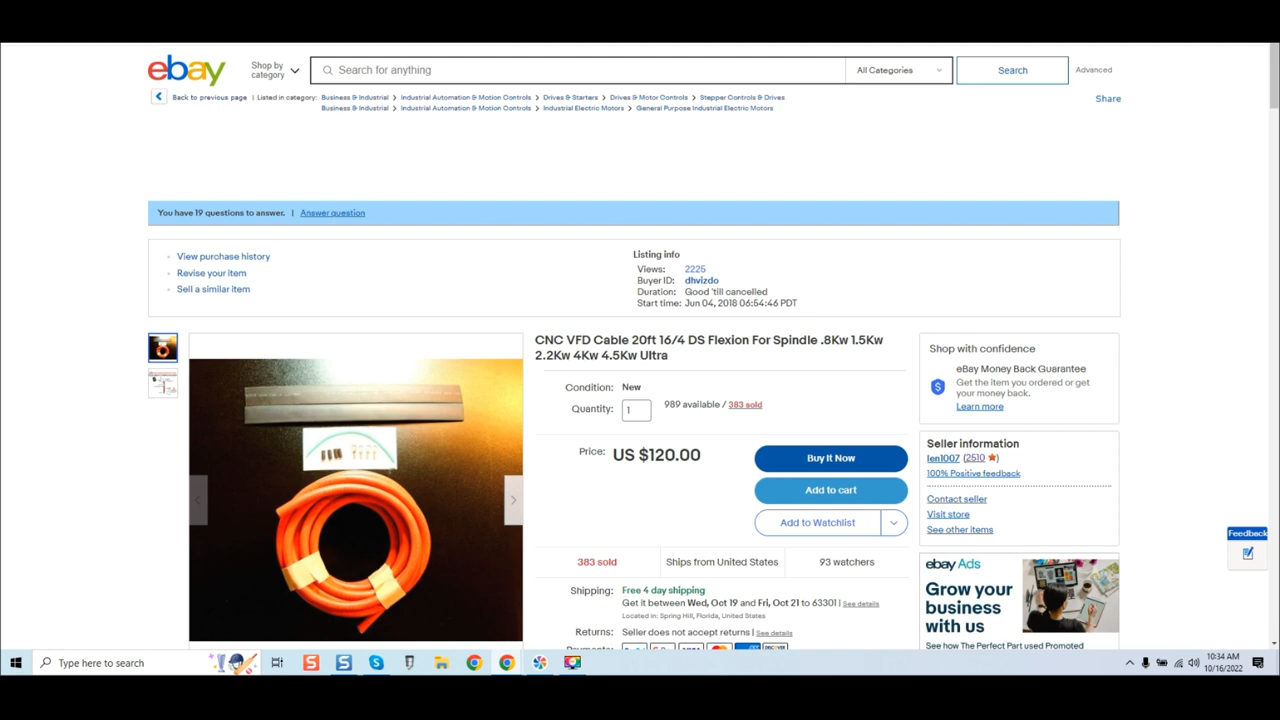 ebay
Shop by category
Search for anything
All Categories
Search
Advanced
Back to previous page | Listed in category: Business & Industrial > Industrial Automation & Motion Controls > Drives & Starters > Drives & Motor Controls > Stepper Controls & Drives
Business & Industrial > Industrial Automation & Motion Controls > Industrial Electric Motors > General Purpose Industrial Electric Motors
Share
You have 19 questions to answer. | Answer question
View purchase history
Revise your item
Sell a similar item
Listing info
Views: 2225
Buyer ID: dhvizdo
Duration: Good 'till cancelled
Start time: Jun 04, 2018 06:54:46 PDT
CNC VFD Cable 20ft 16/4 DS Flexion For Spindle .8Kw 1.5Kw
2.2Kw 4Kw 4.5Kw Ultra
Condition: New
Quantity: 1 989 available / 383 sold
Price: US $120.00
Buy It Now
Add to cart
Add to Watchlist
383 sold
Ships from United States
93 watchers
Shipping: Free 4 day shipping
Get it between Wed, Oct 19 and Fri, Oct 21 to 63301 | See details
Located in: Spring Hill, Florida, United States
Returns: Seller does not accept returns | See details
Shop with confidence
eBay Money Back Guarantee
Get the item you ordered or get
your money back.
Learn more
Seller information
len1007 (2510)
100% Positive feedback
Contact seller
Visit store
See other items
ebay Ads
Grow your
business
with us
See how The Perfect Part used Promoted
Feedback
Type here to search
10:34 AM
10/16/2022